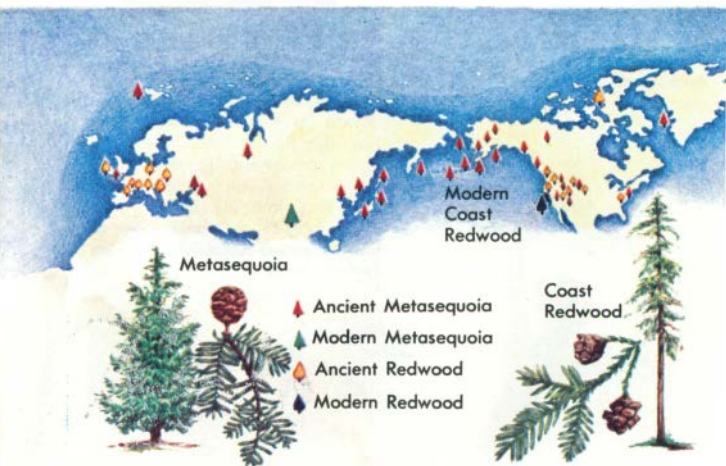 Modern
Coast
Redwood
Metasequoia
Ancient Metasequoia
Modern Metasequoia
Ancient Redwood
Modern Redwood
Coast
Redwood